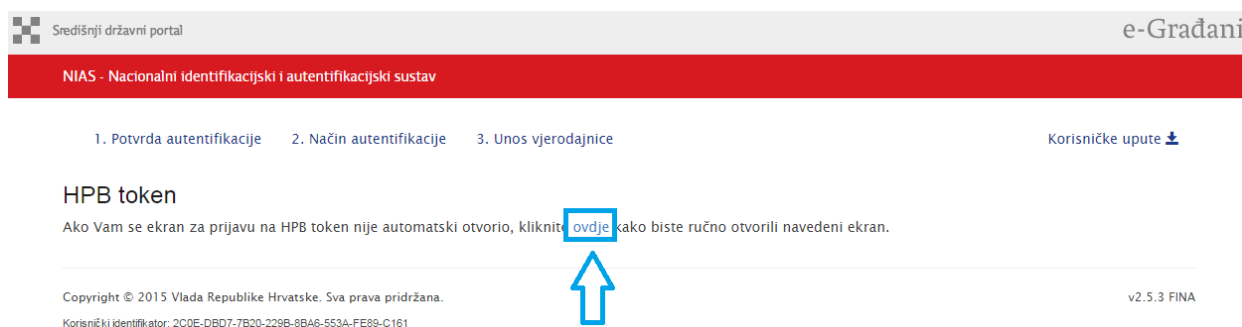 Središnji državni portal
e-Građani
NIAS - Nacionalni identifikacijski i autentifikacijski sustav
1. Potvrda autentifikacije 2. Način autentifikacije 3. Unos vjerodajnice Korisničke upute
HPB token
Ako Vam se ekran za prijavu na HPB token nije automatski otvorio, kliknite ovdje kako biste ručno otvorili navedeni ekran.
Copyright © 2015 Vlada Republike Hrvatske. Sva prava pridržana. v2.5.3 FINA
Korisnički identifikator: 2C0E-DBD7-7B20-229B-8BA6-553A-FE89-C161